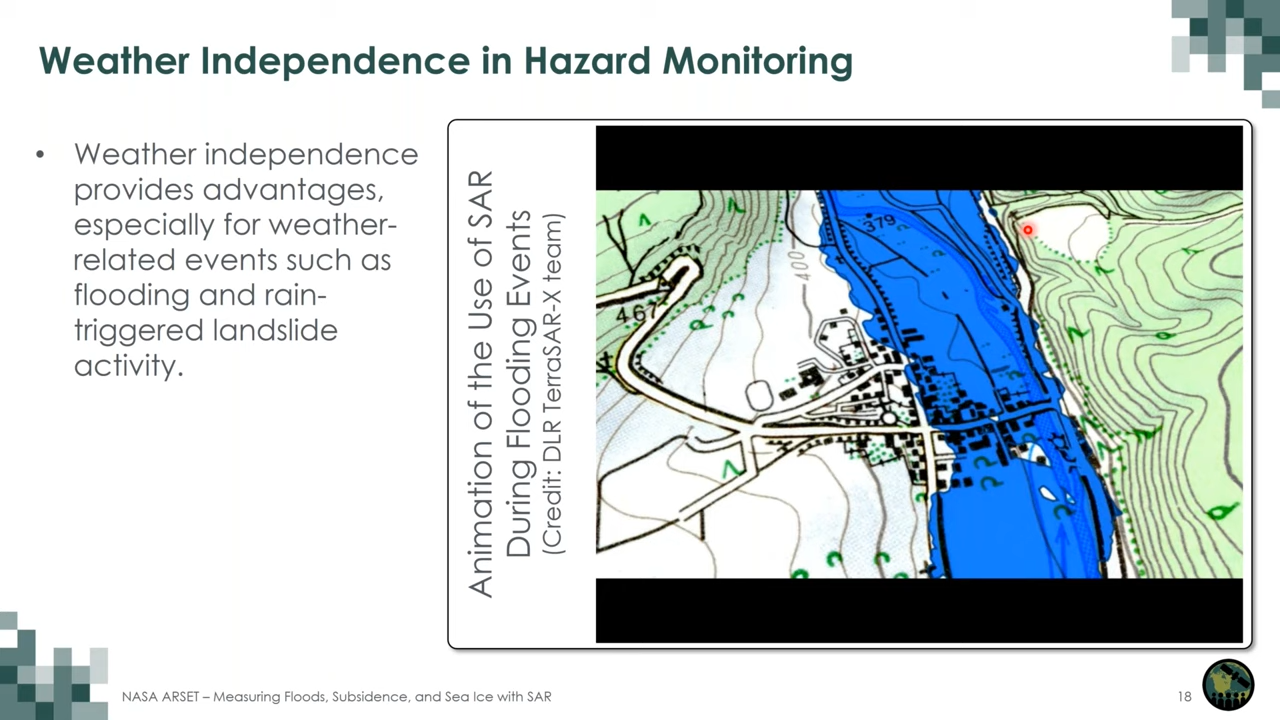 Weather Independence in Hazard Monitoring
• Weather independence
provides advantages,
especially for weather-
related events such as
flooding and rain-
triggered landslide
activity.
Animation of the Use of SAR
During Flooding Events
(Credit: DLR TerraSAR-X team)
379
400
467
NASA ARSET – Measuring Floods, Subsidence, and Sea Ice with SAR
18